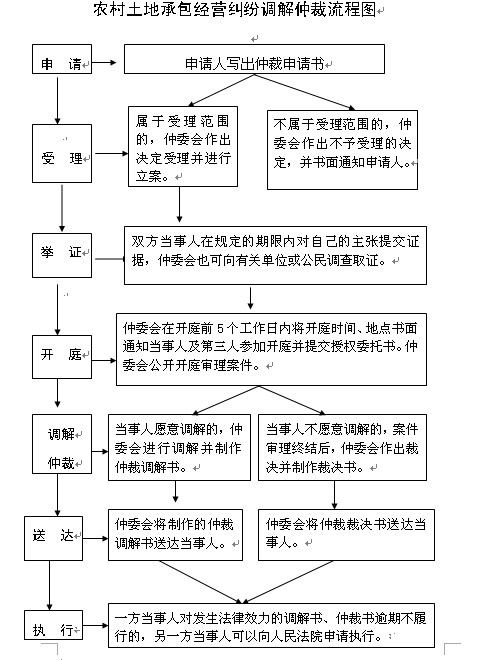 农村土地承包经营纠纷调解仲裁流程图
申 请
申请人写出仲裁申请书
属于受理范围
的，仲委会作出
决定受理并进行
立案。
不属于受理范围的，仲
委会作出不予受理的决
定，并书面通知申请人。
受 理
双方当事人在规定的期限内对自己的主张提交证
据，仲委会也可向有关单位或公民调查取证。
举 证
仲委会在开庭前5个工作日内将开庭时间、地点书面
通知当事人及第三人参加开庭并提交授权委托书。仲
委会公开开庭审理案件。
开 庭
调解
仲裁
当事人愿意调解的，仲
委会进行调解并制作
仲裁调解书。
当事人不愿意调解的，案件
审理终结后，仲委会作出裁
决并制作裁决书。
送 达
仲委会将制作的仲裁
调解书送达当事人。
仲委会将仲裁裁决书送达当
事人。
执 行
一方当事人对发生法律效力的调解书、仲裁书逾期不履
行的，另一方当事人可以向人民法院申请执行。